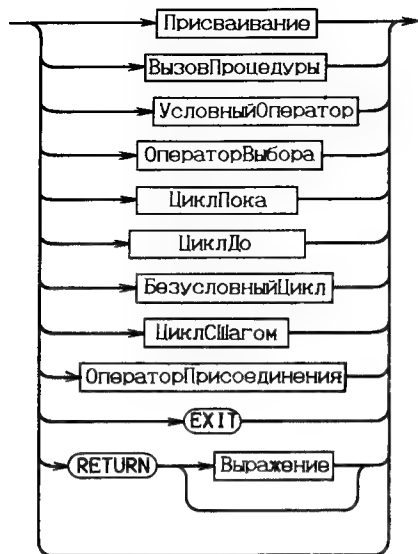 Присваивание
ВызовПроцедуры
УсловныйОператор
ОператорВыбора
ЦиклПока
ЦиклДо
БезусловныйЦикл
ЦиклСШагом
ОператорПрисоединения
EXIT
RETURN Выражение